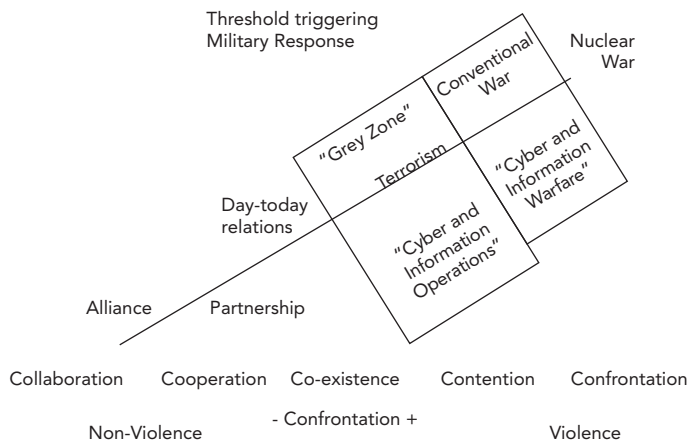 Threshold triggering
Military Response
Nuclear
War
Conventional
War
“Grey Zone”
Terrorism
“Cyber and
Information
Warfare”
Day-today
relations
“Cyber and
Information
Operations”
Alliance
Partnership
Collaboration
Cooperation
Co-existence
Contention
Confrontation
- Confrontation +
Non-Violence
Violence